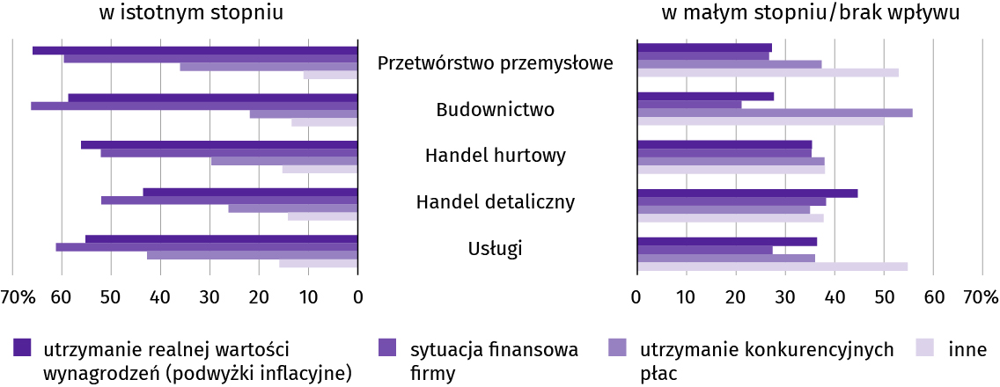 w istotnym stopniu
w małym stopniu/brak wpływu
Przetwórstwo przemysłowe
Budownictwo
Handel hurtowy
Handel detaliczny
Usługi
70% 60 50 40 30 20 10 0
0 10 20 30 40 50 60 70%
utrzymanie realnej wartości
wynagrodzeń (podwyżki inflacyjne)
sytuacja finansowa
firmy
utrzymanie konkurencyjnych
płac
inne